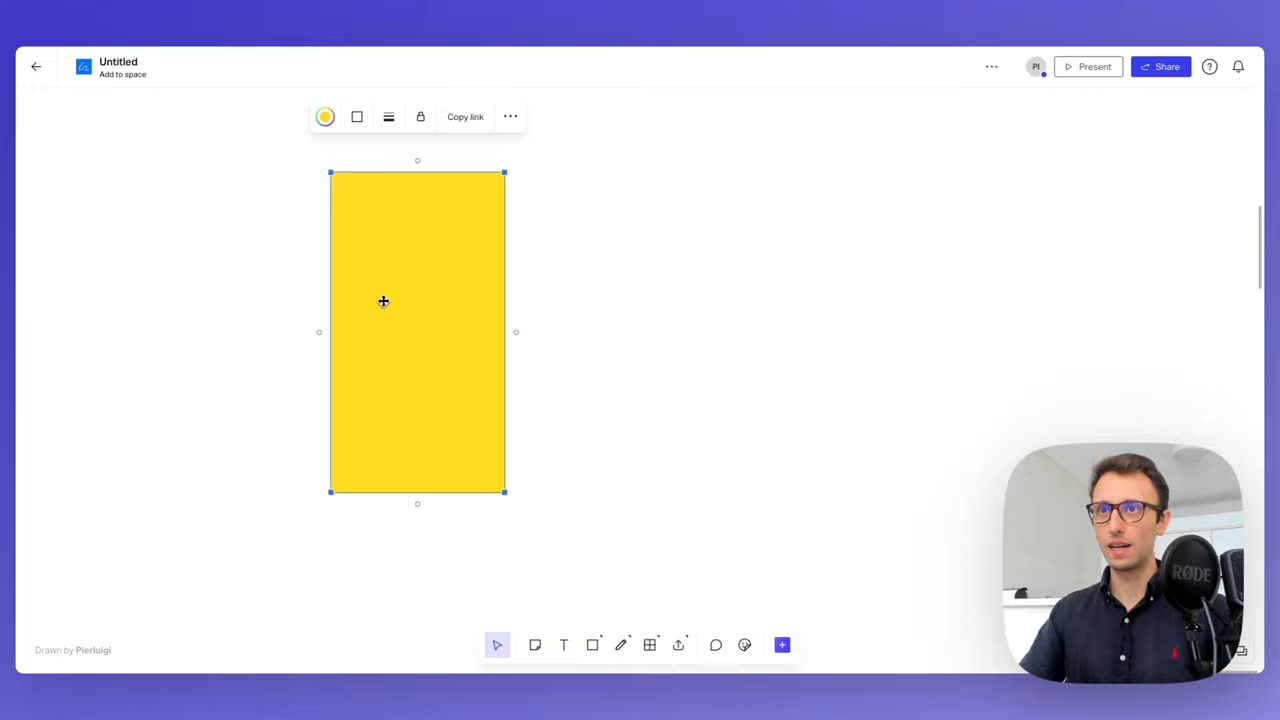 Untitled
Add to space
PI
Present
Share
Copy link
RØDE
Drawn by Pierluigi